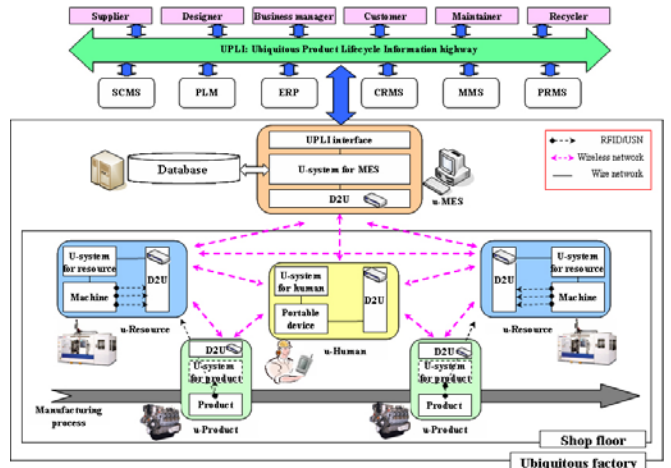 Supplier
Designer
Business manager
Customer
Maintainer
Recycler
UPLI: Ubiquitous Product Lifecycle Information highway
SCMS
PLM
ERP
CRMS
MMS
PRMS
UPLI interface
U-system for MES
D2U
u-MES
Database
RFID/USN
Wireless network
Wire network
U-system
for resource
Machine
D2U
u-Resource
U-system
for human
Portable
device
D2U
u-Human
D2U
U-system
for resource
Machine
u-Resource
D2U
U-system
for product
Product
u-Product
D2U
U-system
for product
Product
u-Product
Manufacturing
process
Shop floor
Ubiquitous factory